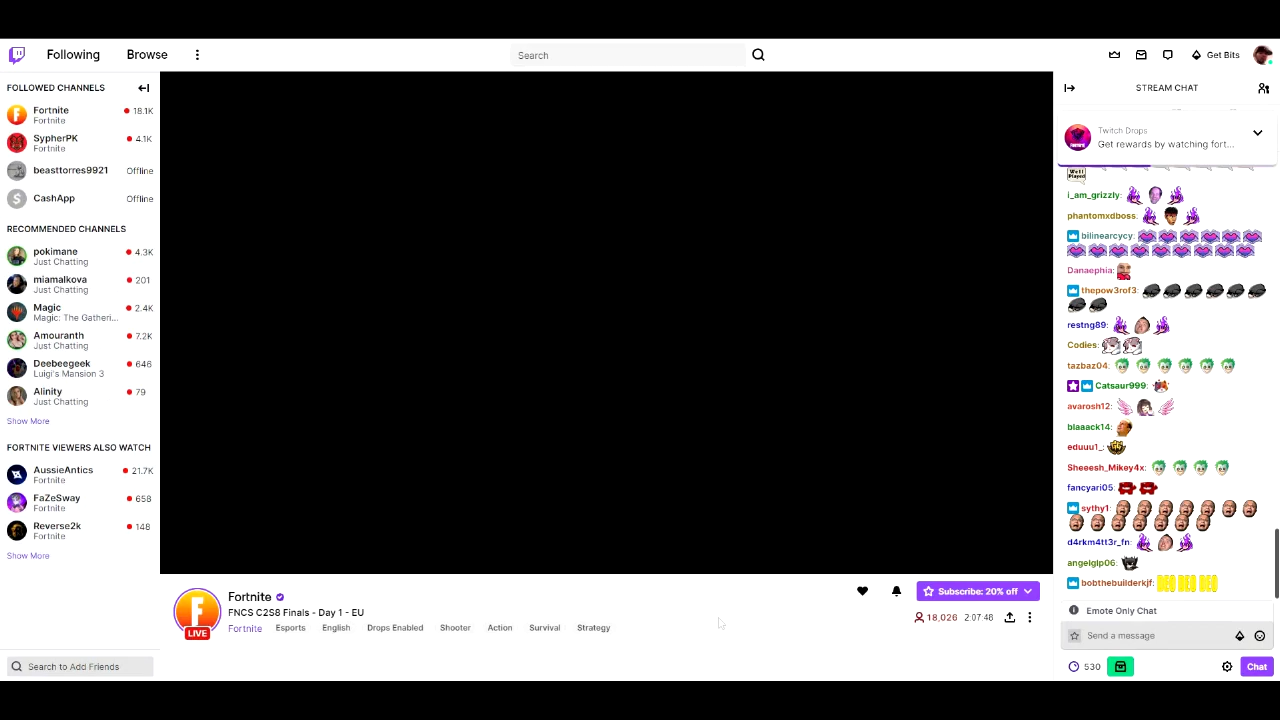 Following
Browse
Search
Get Bits
FOLLOWED CHANNELS
Fortnite
18.1K
Fortnite
SypherPK
4.1K
Fortnite
beasttorres9921
Offline
CashApp
Offline
RECOMMENDED CHANNELS
pokimane
4.3K
Just Chatting
miamalkova
201
Just Chatting
Magic
2.4K
Magic: The Gatheri...
Amouranth
7.2K
Just Chatting
Deebeegeek
646
Luigi's Mansion 3
Alinity
79
Just Chatting
Show More
FORTNITE VIEWERS ALSO WATCH
AussieAntics
21.7K
Fortnite
FaZeSway
658
Fortnite
Reverse2k
148
Fortnite
Show More
Search to Add Friends
Fortnite
LIVE
FNCS C2S8 Finals - Day 1 - EU
Fortnite Esports English Drops Enabled Shooter Action Survival Strategy
Subscribe: 20% off
18,026 2:07:48
STREAM CHAT
Twitch Drops
Get rewards by watching fort...
Well Played
i_am_grizzly:
phantomxdboss:
bilinearcycy:
Danaephia:
thepow3rof3:
restng89:
Codies:
tazbaz04:
Catsaur999:
avarosh12:
blaaack14:
eduuu1_:
Sheeesh_Mikey4x:
fancyari05:
sythy1:
d4rkm4tt3r_fn:
angelglp06:
bobthebuilderkjf:
Emote Only Chat
Send a message
530
Chat